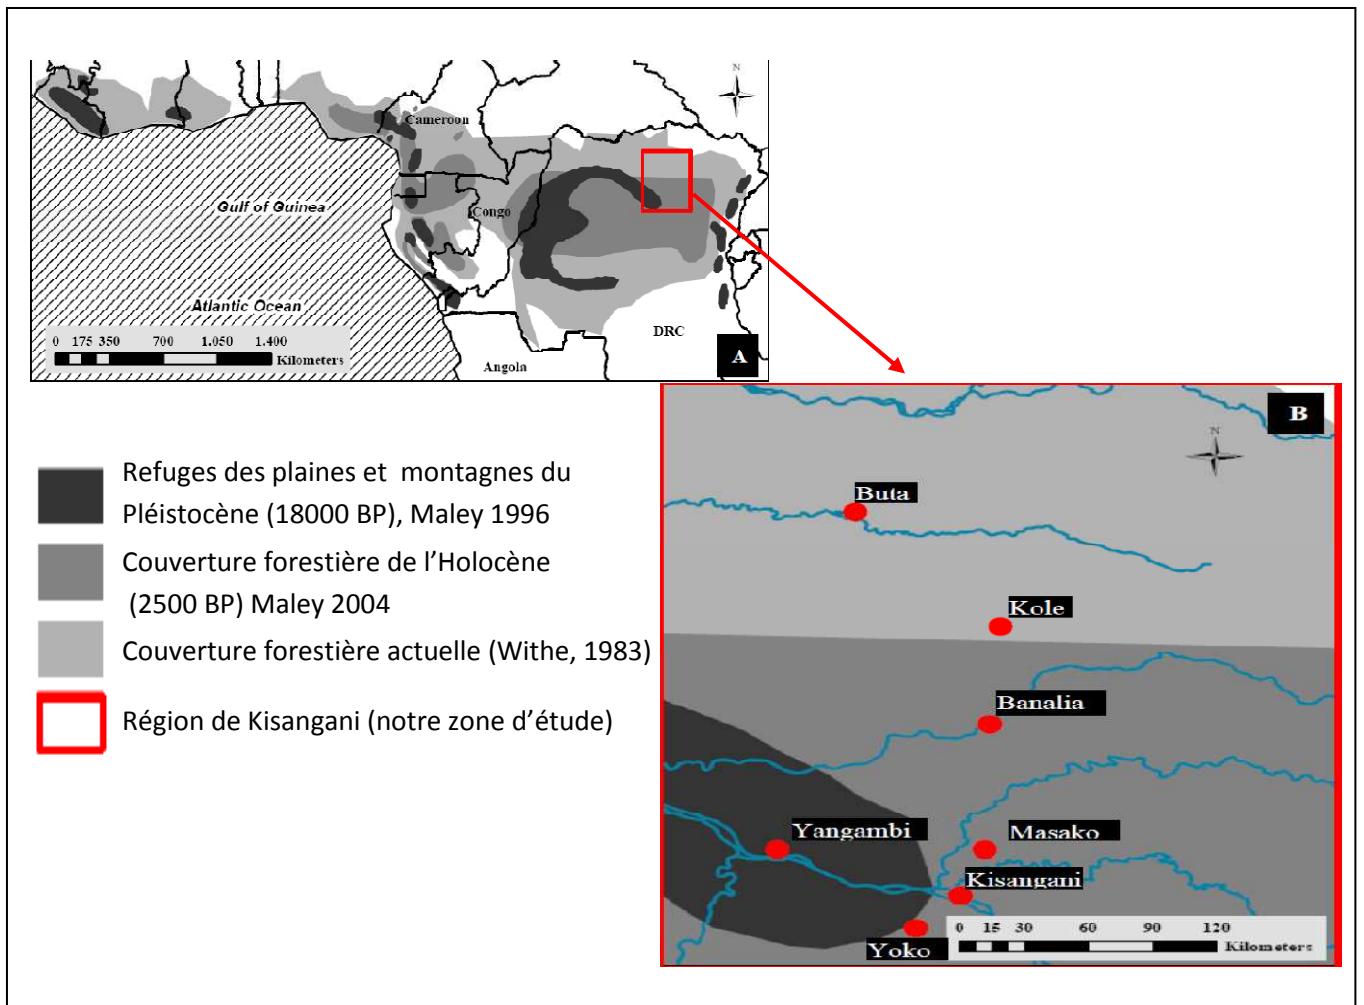 N
Cameroon
Gulf of Guinea
Congo
Atlantic Ocean
DRC
0 175 350 700 1.050 1.400
Kilometers
Angola
A
B
N
Buta
Kole
Banalia
Yangambi
Masako
Kisangani
Yoko
0 15 30 60 90 120
Kilometers
Refuges des plaines et montagnes du
Pléistocène (18000 BP), Maley 1996
Couverture forestière de l’Holocène
(2500 BP) Maley 2004
Couverture forestière actuelle (Withe, 1983)
Région de Kisangani (notre zone d’étude)